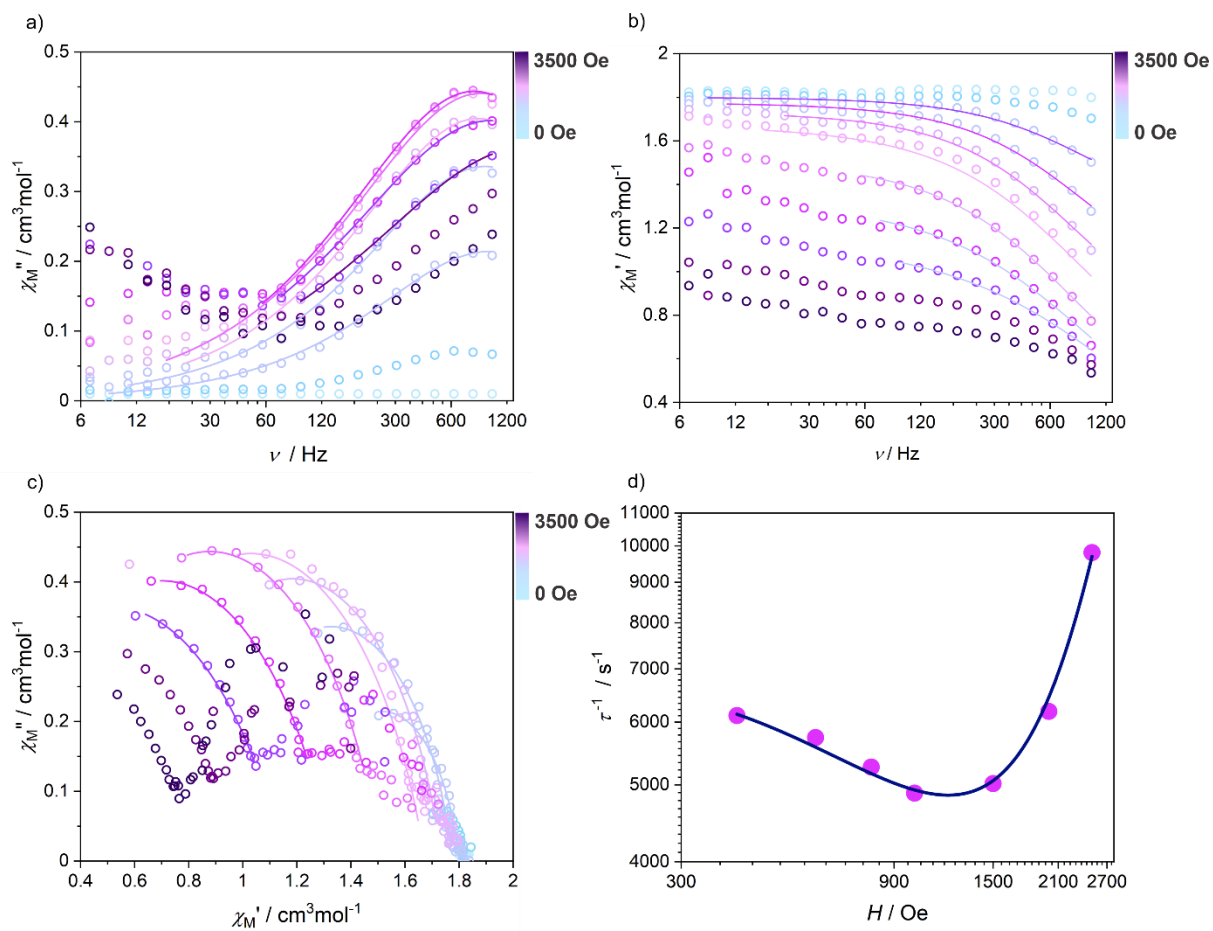 a)
0.5
0.4
0.3
0.2
0.1
0
6 12 30 60 120 300 600 1200
χM'' / cm³mol⁻¹
ν / Hz
3500 Oe
0 Oe
b)
2
1.6
1.2
0.8
0.4
6 12 30 60 120 300 600 1200
χM' / cm³mol⁻¹
ν/ Hz
3500 Oe
0 Oe
c)
0.5
0.4
0.3
0.2
0.1
0
0.4 0.6 0.8 1 1.2 1.4 1.6 1.8 2
χM'' / cm³mol⁻¹
χM' / cm³mol⁻¹
3500 Oe
0 Oe
d)
11000
10000
9000
8000
7000
6000
5000
4000
300 900 1500 2100 2700
τ⁻¹ / s⁻¹
H / Oe